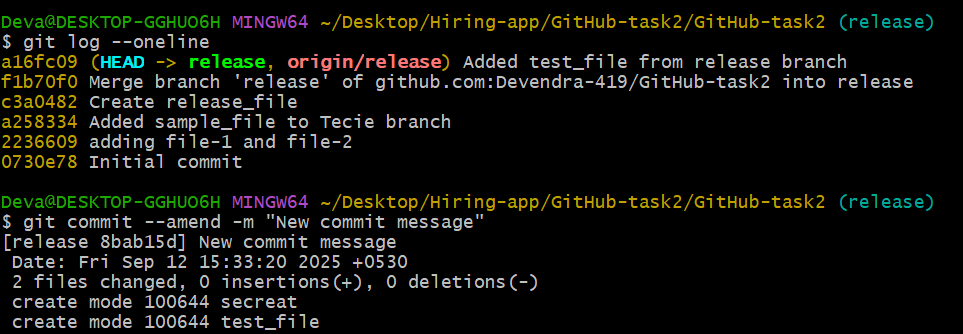 Deva@DESKTOP-GGHUO6H MINGW64 ~/Desktop/Hiring-app/GitHub-task2/GitHub-task2 (release)
$ git log --oneline
a16fc09 (HEAD -> release, origin/release) Added test_file from release branch
f1b70f0 Merge branch 'release' of github.com:Devendra-419/GitHub-task2 into release
c3a0482 Create release_file
a258334 Added sample_file to Tecie branch
2236609 adding file-1 and file-2
0730e78 Initial commit
Deva@DESKTOP-GGHUO6H MINGW64 ~/Desktop/Hiring-app/GitHub-task2/GitHub-task2 (release)
$ git commit --amend -m "New commit message"
[release 8bab15d] New commit message
Date: Fri Sep 12 15:33:20 2025 +0530
2 files changed, 0 insertions(+), 0 deletions(-)
create mode 100644 secreat
create mode 100644 test_file